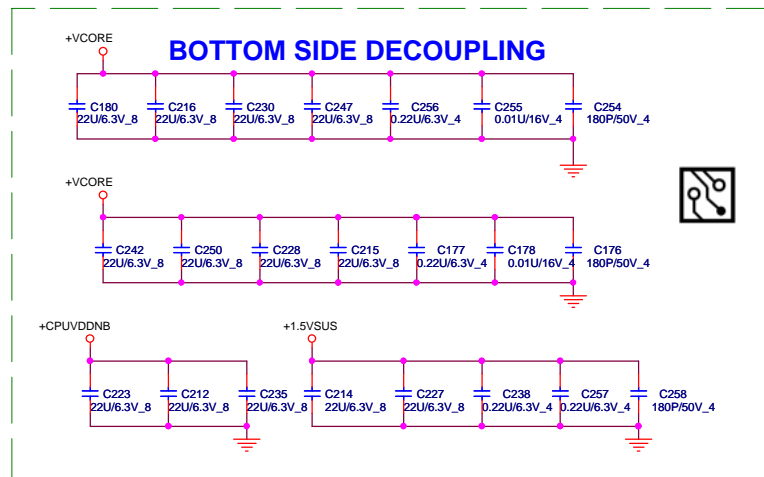 +VCORE
BOTTOM SIDE DECOUPLING
C180 C216 C230 C247 C256 C255 C254
22U/6.3V_8 22U/6.3V_8 22U/6.3V_8 22U/6.3V_8 0.22U/6.3V_4 0.01U/16V_4 180P/50V_4
+VCORE
C242 C250 C228 C215 C177 C178 C176
22U/6.3V_8 22U/6.3V_8 22U/6.3V_8 22U/6.3V_8 0.22U/6.3V_4 0.01U/16V_4 180P/50V_4
+CPUVDDNB +1.5VSUS
C223 C212 C235 C214 C227 C238 C257 C258
22U/6.3V_8 22U/6.3V_8 22U/6.3V_8 22U/6.3V_8 22U/6.3V_8 0.22U/6.3V_4 0.22U/6.3V_4 180P/50V_4